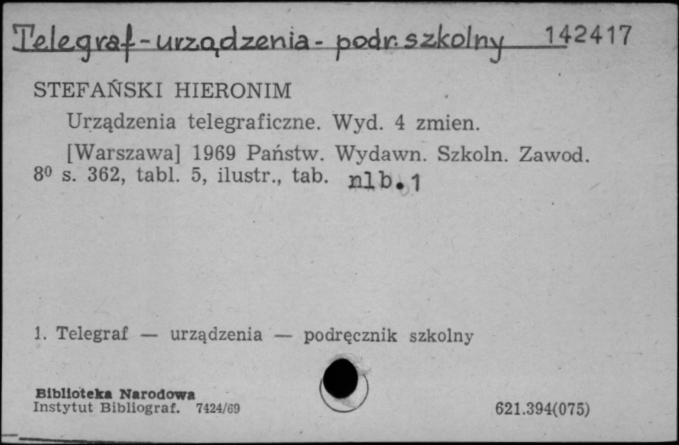 Telegraf - urządzenia - podr. szkolny 142417
STEFAŃSKI HIERONIM
Urządzenia telegraficzne. Wyd. 4 zmien.
[Warszawa] 1969 Państw. Wydawn. Szkoln. Zawod.
8⁰ s. 362, tabl. 5, ilustr., tab. nlb.1
1. Telegraf — urządzenia — podręcznik szkolny
Biblioteka Narodowa
Instytut Bibliograf. 7424/69 621.394(075)